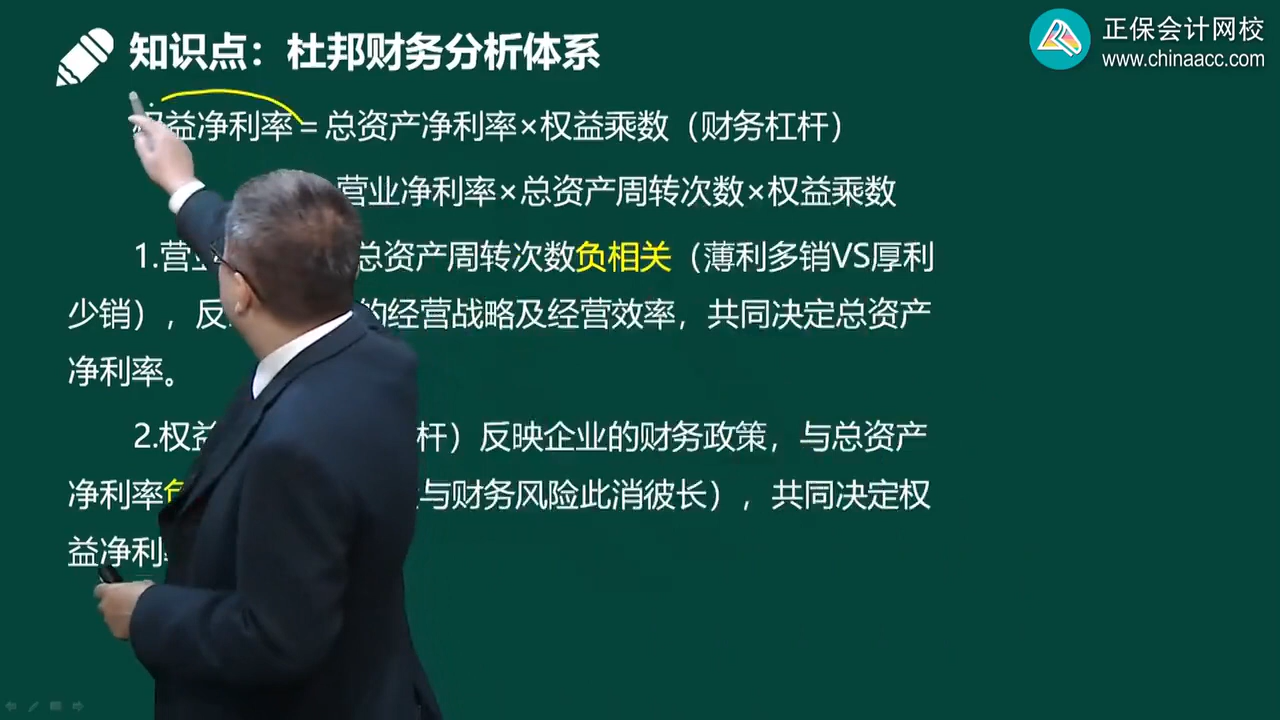 知识点：杜邦财务分析体系
正保会计网校
www.chinaacc.com
权益净利率＝总资产净利率×权益乘数（财务杠杆）
营业净利率×总资产周转次数×权益乘数
1.营 总资产周转次数负相关（薄利多销VS厚利
少销），反 的经营战略及经营效率，共同决定总资产
净利率。
2.权益 杆）反映企业的财务政策，与总资产
净利率负 与财务风险此消彼长），共同决定权
益净利